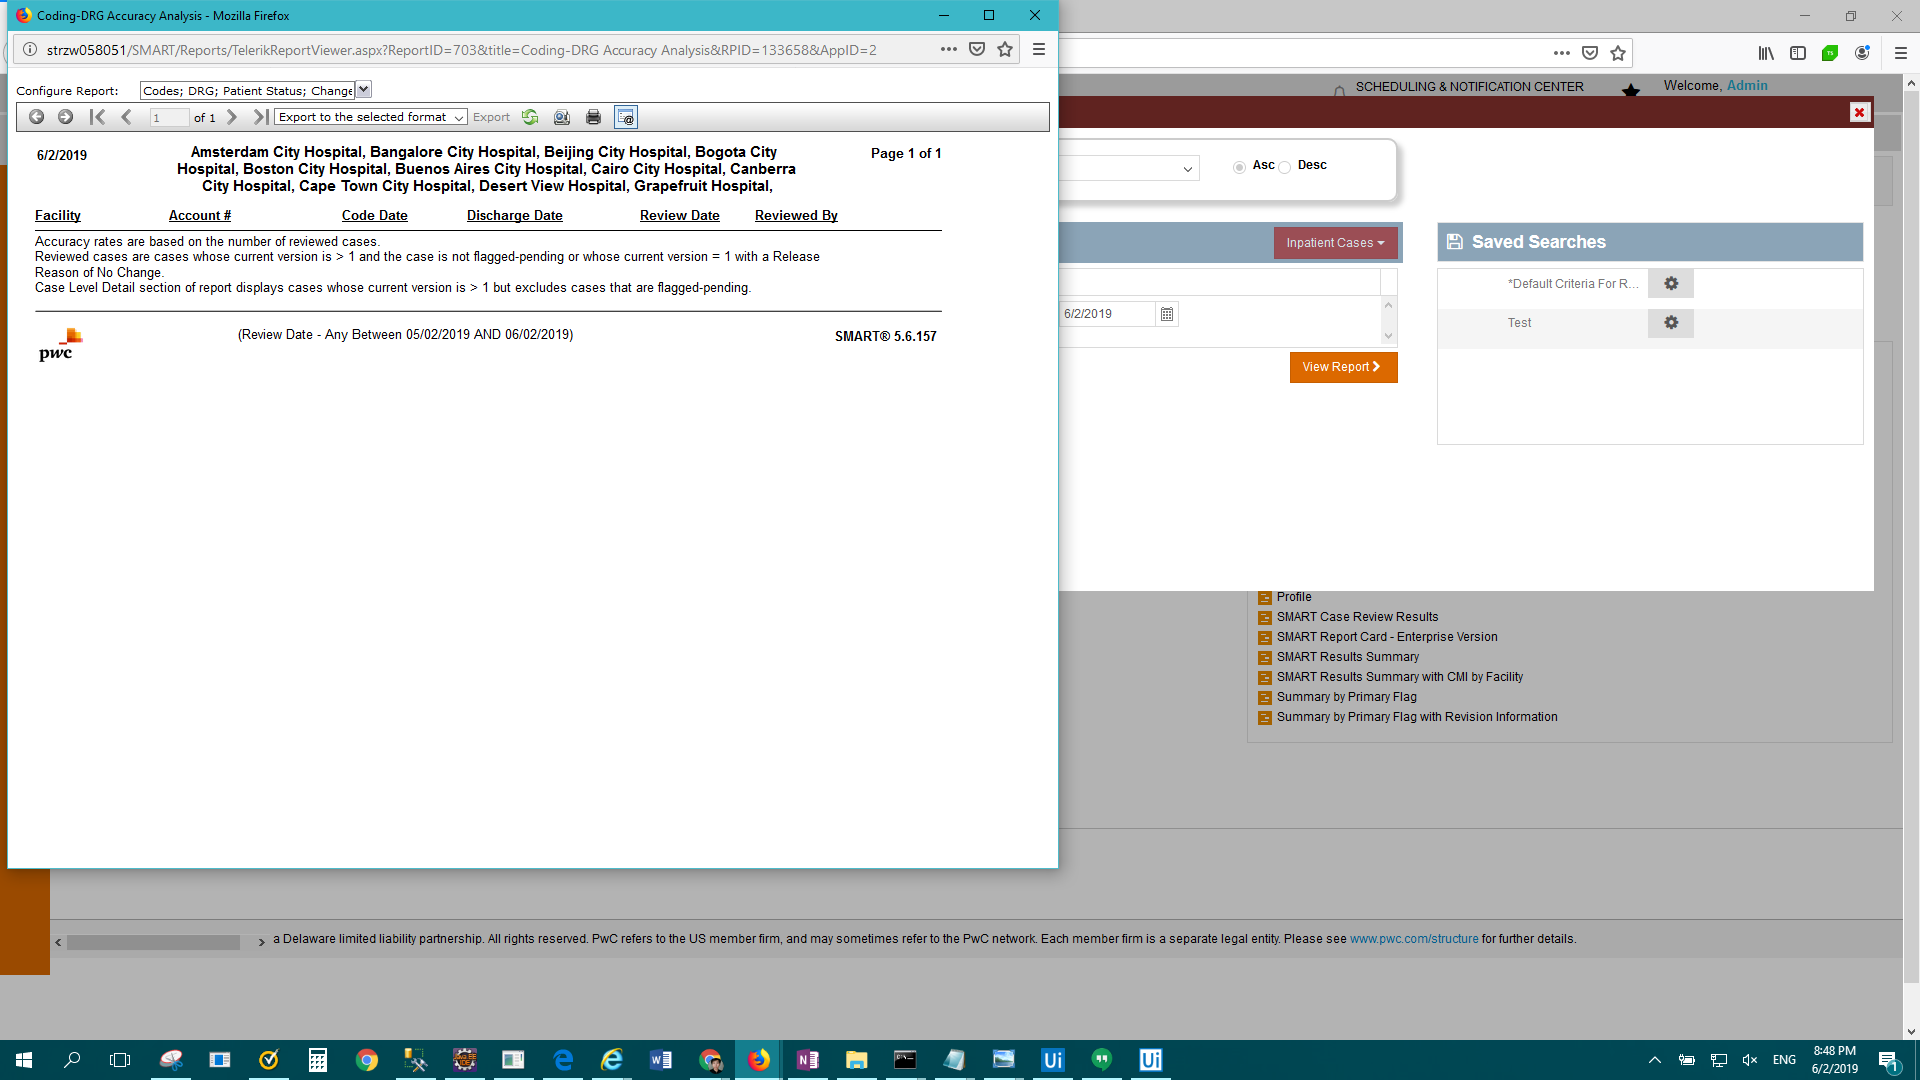 Coding-DRG Accuracy Analysis - Mozilla Firefox
strzw058051/SMART/Reports/TelerikReportViewer.aspx?ReportID=703&title=Coding-DRG Accuracy Analysis&RPID=133658&AppID=2
Configure Report:
Codes; DRG; Patient Status; Change
1
of 1
Export to the selected format
Export
6/2/2019
Amsterdam City Hospital, Bangalore City Hospital, Beijing City Hospital, Bogota City
Hospital, Boston City Hospital, Buenos Aires City Hospital, Cairo City Hospital, Canberra
City Hospital, Cape Town City Hospital, Desert View Hospital, Grapefruit Hospital,
Page 1 of 1
Facility Account # Code Date Discharge Date Review Date Reviewed By
Accuracy rates are based on the number of reviewed cases.
Reviewed cases are cases whose current version is > 1 and the case is not flagged-pending or whose current version = 1 with a Release
Reason of No Change.
Case Level Detail section of report displays cases whose current version is > 1 but excludes cases that are flagged-pending.
pwc
(Review Date - Any Between 05/02/2019 AND 06/02/2019)
SMART® 5.6.157
SCHEDULING & NOTIFICATION CENTER
Welcome, Admin
Asc
Desc
Inpatient Cases
6/2/2019
View Report
Saved Searches
*Default Criteria For R...
Test
Profile
SMART Case Review Results
SMART Report Card - Enterprise Version
SMART Results Summary
SMART Results Summary with CMI by Facility
Summary by Primary Flag
Summary by Primary Flag with Revision Information
a Delaware limited liability partnership. All rights reserved. PwC refers to the US member firm, and may sometimes refer to the PwC network. Each member firm is a separate legal entity. Please see www.pwc.com/structure for further details.
ENG
8:48 PM
6/2/2019
1